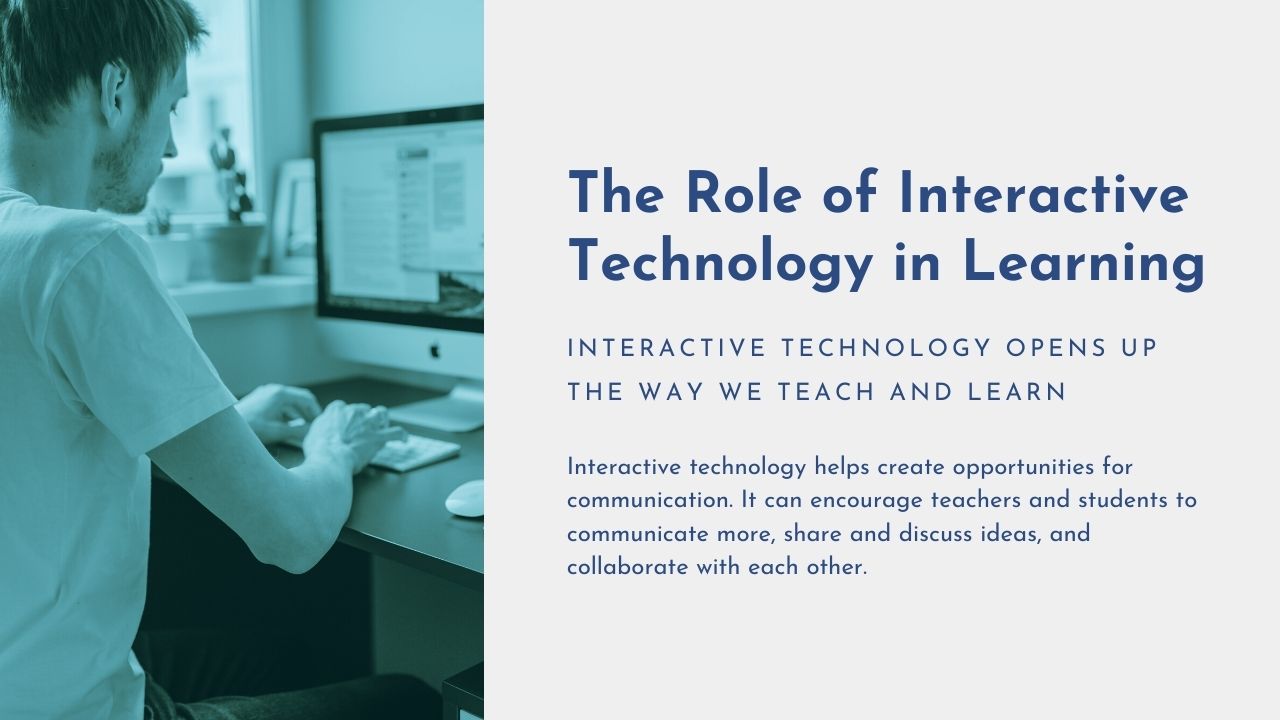 The Role of Interactive
Technology in Learning
INTERACTIVE TECHNOLOGY OPENS UP
THE WAY WE TEACH AND LEARN
Interactive technology helps create opportunities for
communication. It can encourage teachers and students to
communicate more, share and discuss ideas, and
collaborate with each other.